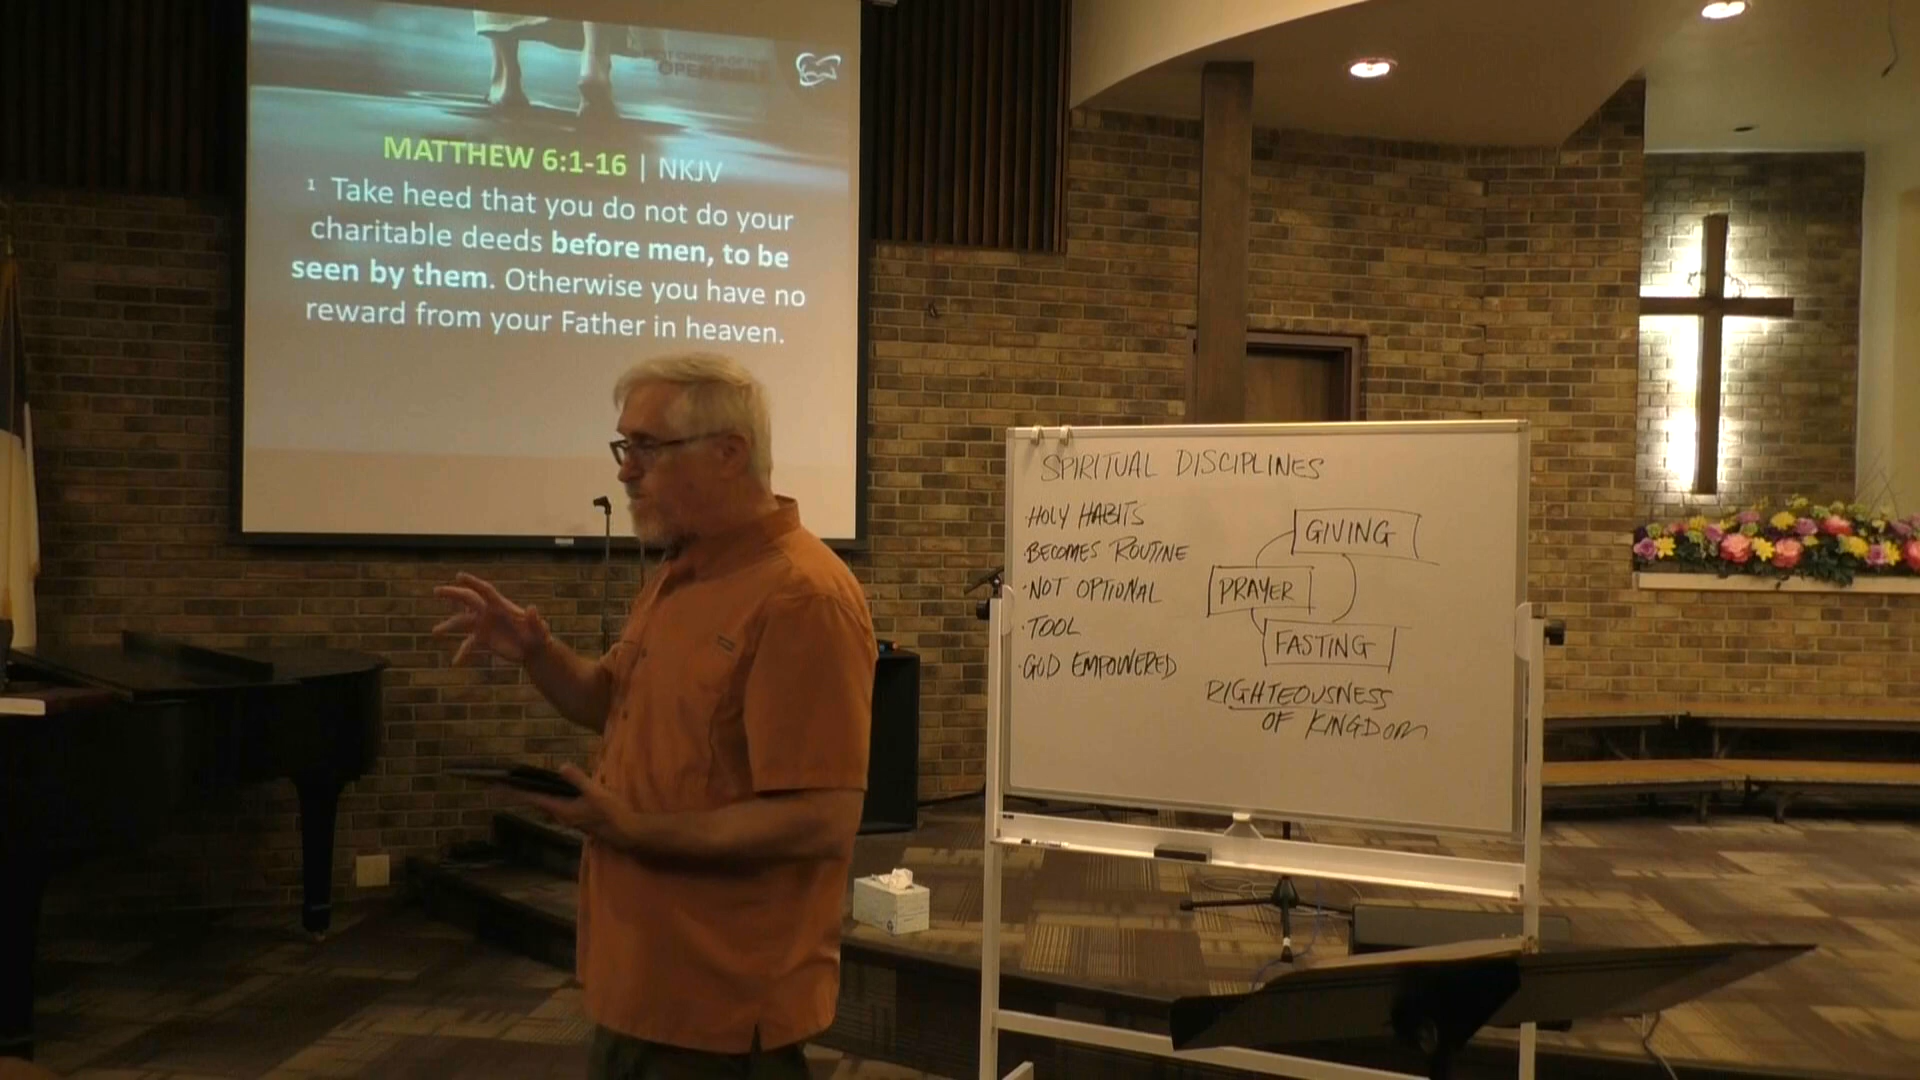 OPEN BIBLE
MATTHEW 6:1-16 | NKJV
1 Take heed that you do not do your
charitable deeds before men, to be
seen by them. Otherwise you have no
reward from your Father in heaven.
SPIRITUAL DISCIPLINES
·HOLY HABITS
·BECOMES ROUTINE
·NOT OPTIONAL
·TOOL
·GOD EMPOWERED
GIVING
PRAYER
FASTING
RIGHTEOUSNESS
OF KINGDOM